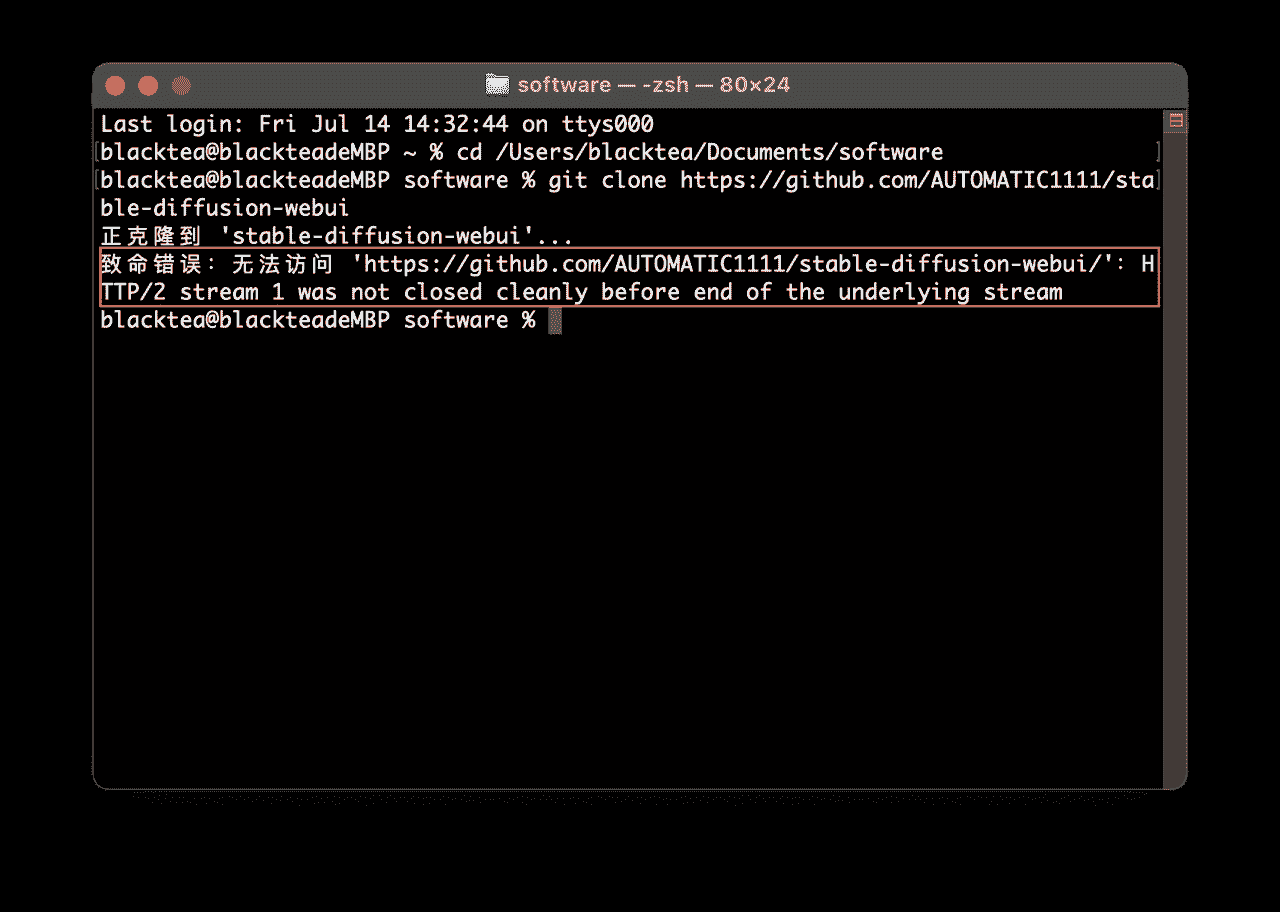 software — -zsh — 80×24
Last login: Fri Jul 14 14:32:44 on ttys000
[blacktea@blackteadeMBP ~ % cd /Users/blacktea/Documents/software ]
[blacktea@blackteadeMBP software % git clone https://github.com/AUTOMATIC1111/sta]
ble-diffusion-webui
正克隆到 'stable-diffusion-webui'...
致命错误：无法访问 'https://github.com/AUTOMATIC1111/stable-diffusion-webui/'：H
TTP/2 stream 1 was not closed cleanly before end of the underlying stream
blacktea@blackteadeMBP software %